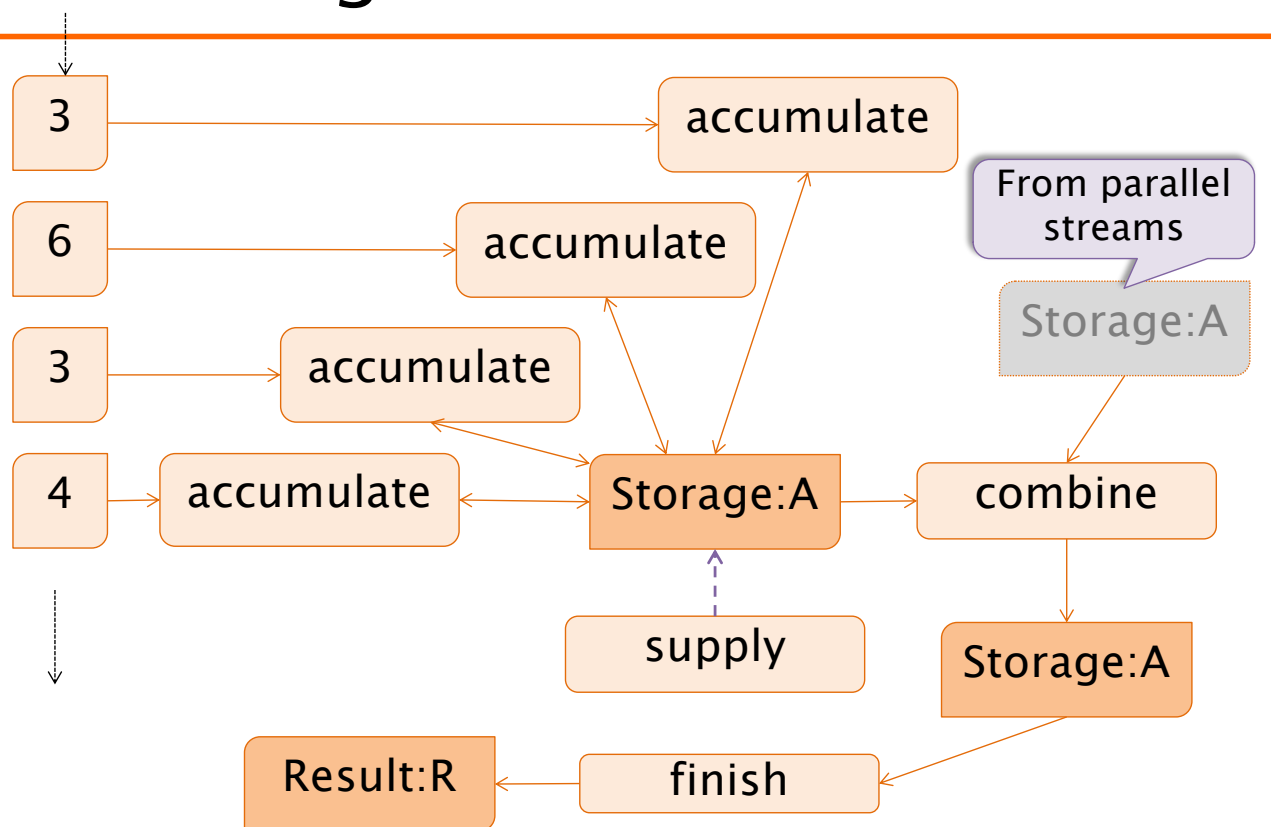 3
accumulate
From parallel
streams
6
accumulate
Storage:A
3
accumulate
4
accumulate
Storage:A
combine
supply
Storage:A
Result:R
finish